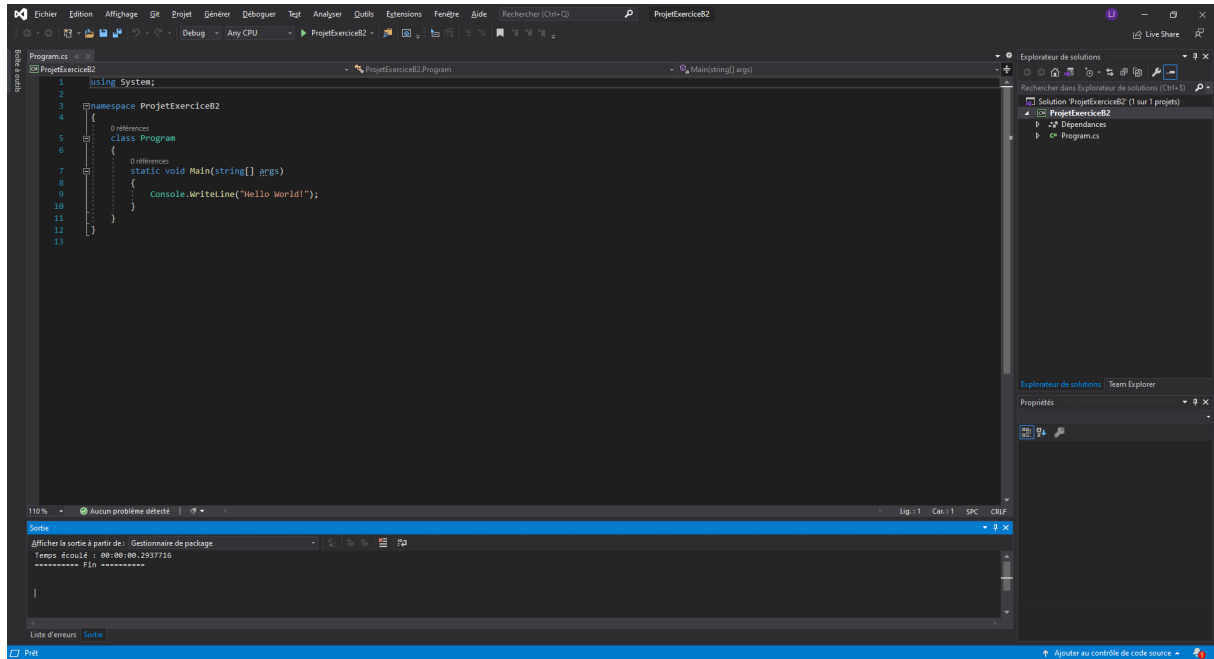 Fichier Edition Affichage Git Projet Générer Déboguer Test Analyser Outils Extensions Fenêtre Aide Rechercher (Ctrl+Q) ProjetExerciceB2 LI
Debug Any CPU ProjetExerciceB2 Live Share
Boîte à outils
Program.cs
ProjetExerciceB2 ProjetExerciceB2.Program Main(string[] args)
1 using System;
2
3 namespace ProjetExerciceB2
4 {
0 références
5 class Program
6 {
0 références
7 static void Main(string[] args)
8 {
9 Console.WriteLine("Hello World!");
10 }
11 }
12 }
13
110 % Aucun problème détecté Lig. : 1 Car. : 1 SPC CRLF
Explorateur de solutions
Rechercher dans Explorateur de solutions (Ctrl+$)
Solution 'ProjetExerciceB2' (1 sur 1 projets)
ProjetExerciceB2
Dépendances
C# Program.cs
Explorateur de solutions Team Explorer
Propriétés
Sortie
Afficher la sortie à partir de : Gestionnaire de package
Temps écoulé : 00:00:00.2937716
========== Fin ==========
Liste d'erreurs Sortie
Prêt Ajouter au contrôle de code source 1